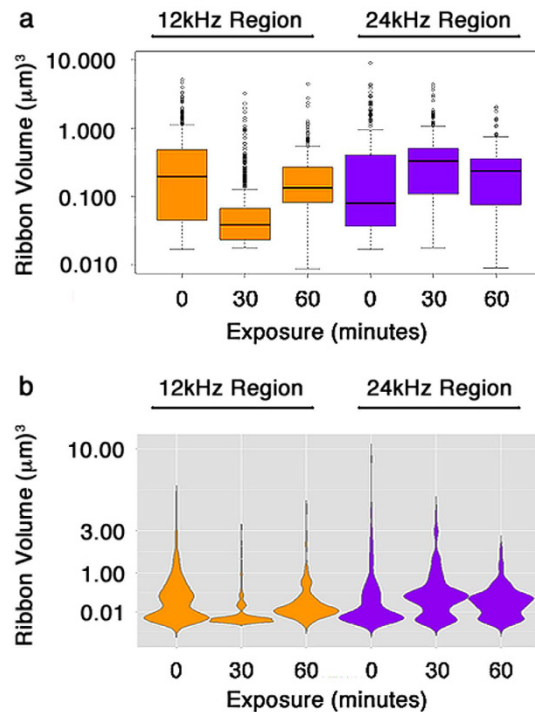 a
12kHz Region 24kHz Region
Ribbon Volume (μm)³
10.000
1.000
0.100
0.010
0 30 60 0 30 60
Exposure (minutes)
b
12kHz Region 24kHz Region
Ribbon Volume (μm)³
10.00
3.00
1.00
0.01
0 30 60 0 30 60
Exposure (minutes)